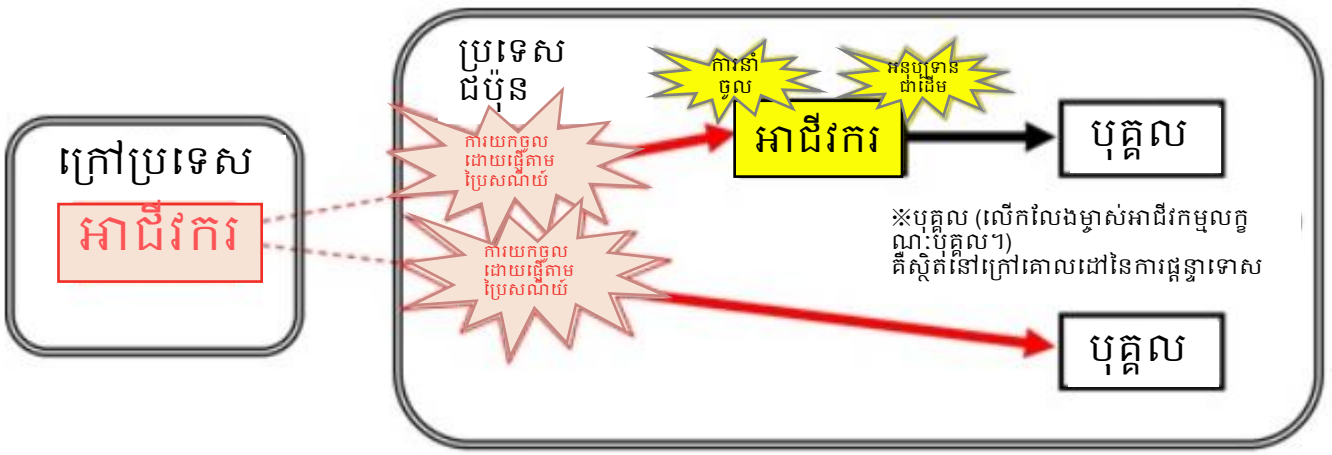 ក្រៅប្រទេស
អាជីវករ
ប្រទេស
ជប៉ុន
ការយកចូល
ដោយផ្ញើតាម
ប្រៃសណីយ៍
ការនាំ
ចូល
អាជីវករ
អនុប្បទាន
ជាដើម
បុគ្គល
※បុគ្គល (លើកលែងម្ចាស់អាជីវកម្មលក្ខ
ណៈបុគ្គល។)
គឺស្ថិតនៅក្រៅគោលដៅនៃការផ្តន្ទាទោស
ការយកចូល
ដោយផ្ញើតាម
ប្រៃសណីយ៍
បុគ្គល